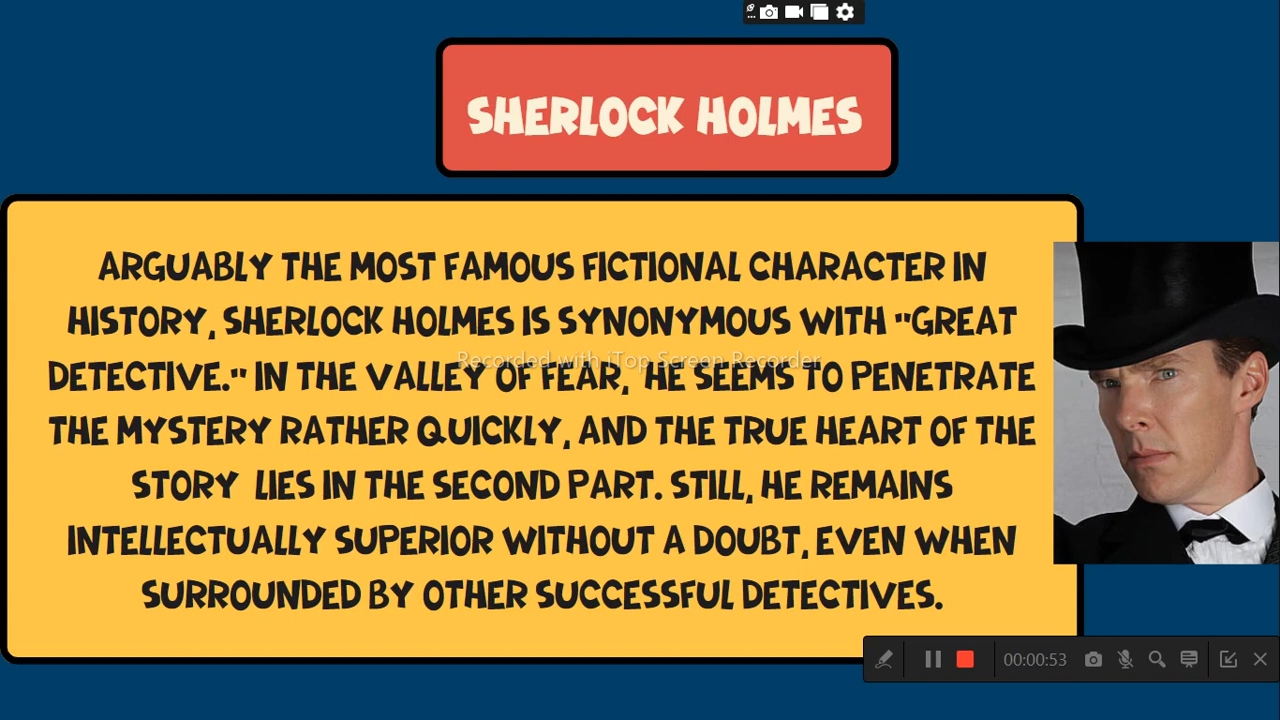 SHERLOCK HOLMES
ARGUABLY THE MOST FAMOUS FICTIONAL CHARACTER IN
HISTORY, SHERLOCK HOLMES IS SYNONYMOUS WITH "GREAT
DETECTIVE." IN THE VALLEY OF FEAR, HE SEEMS TO PENETRATE
Recorded with iTop Screen Recorder
THE MYSTERY RATHER QUICKLY, AND THE TRUE HEART OF THE
STORY LIES IN THE SECOND PART. STILL, HE REMAINS
INTELLECTUALLY SUPERIOR WITHOUT A DOUBT, EVEN WHEN
SURROUNDED BY OTHER SUCCESSFUL DETECTIVES.
00:00:53